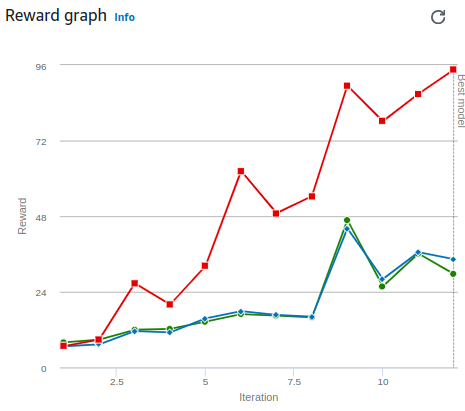 Reward graph Info
96
72
48
24
0
Reward
Best model
2.5 5 7.5 10
Iteration